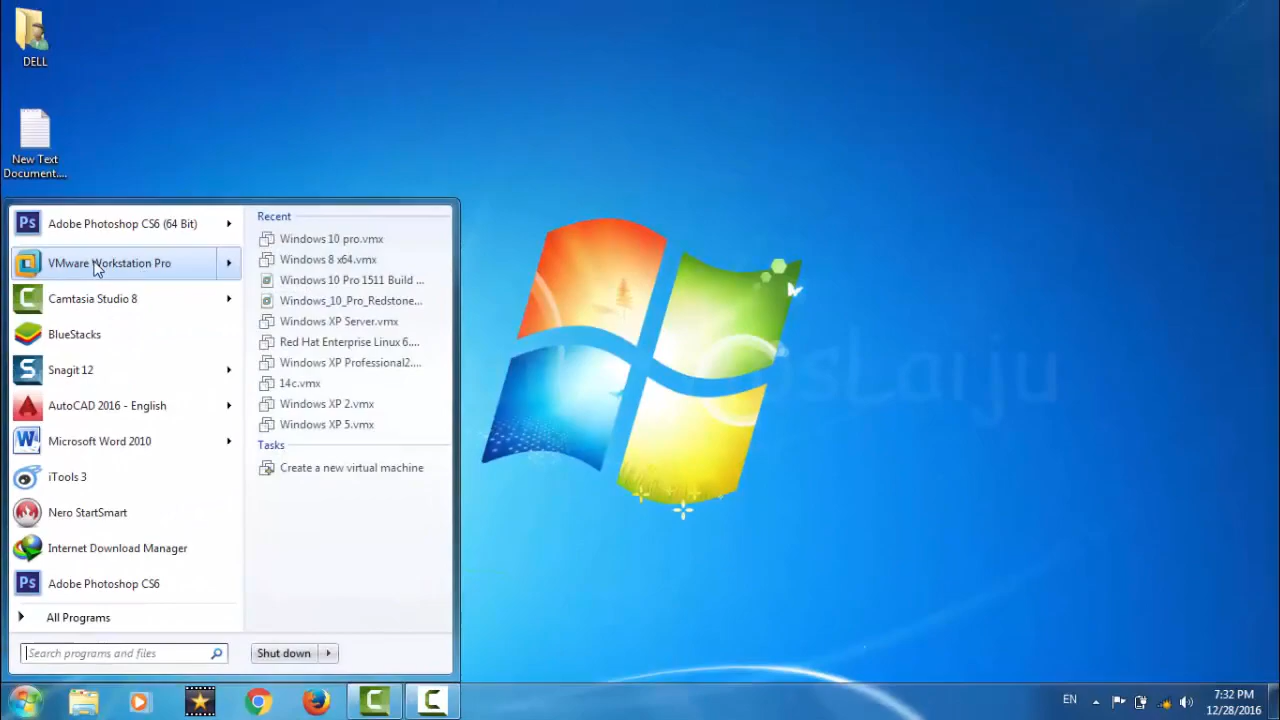 DELL
New Text
Document....
Adobe Photoshop CS6 (64 Bit)
VMware Workstation Pro
Camtasia Studio 8
BlueStacks
Snagit 12
AutoCAD 2016 - English
Microsoft Word 2010
iTools 3
Nero StartSmart
Internet Download Manager
Adobe Photoshop CS6
All Programs
Search programs and files
Shut down
Recent
Windows 10 pro.vmx
Windows 8 x64.vmx
Windows 10 Pro 1511 Build ...
Windows_10_Pro_Redstone...
Windows XP Server.vmx
Red Hat Enterprise Linux 6....
Windows XP Professional2....
14c.vmx
Windows XP 2.vmx
Windows XP 5.vmx
Tasks
Create a new virtual machine
EN
7:32 PM
12/28/2016